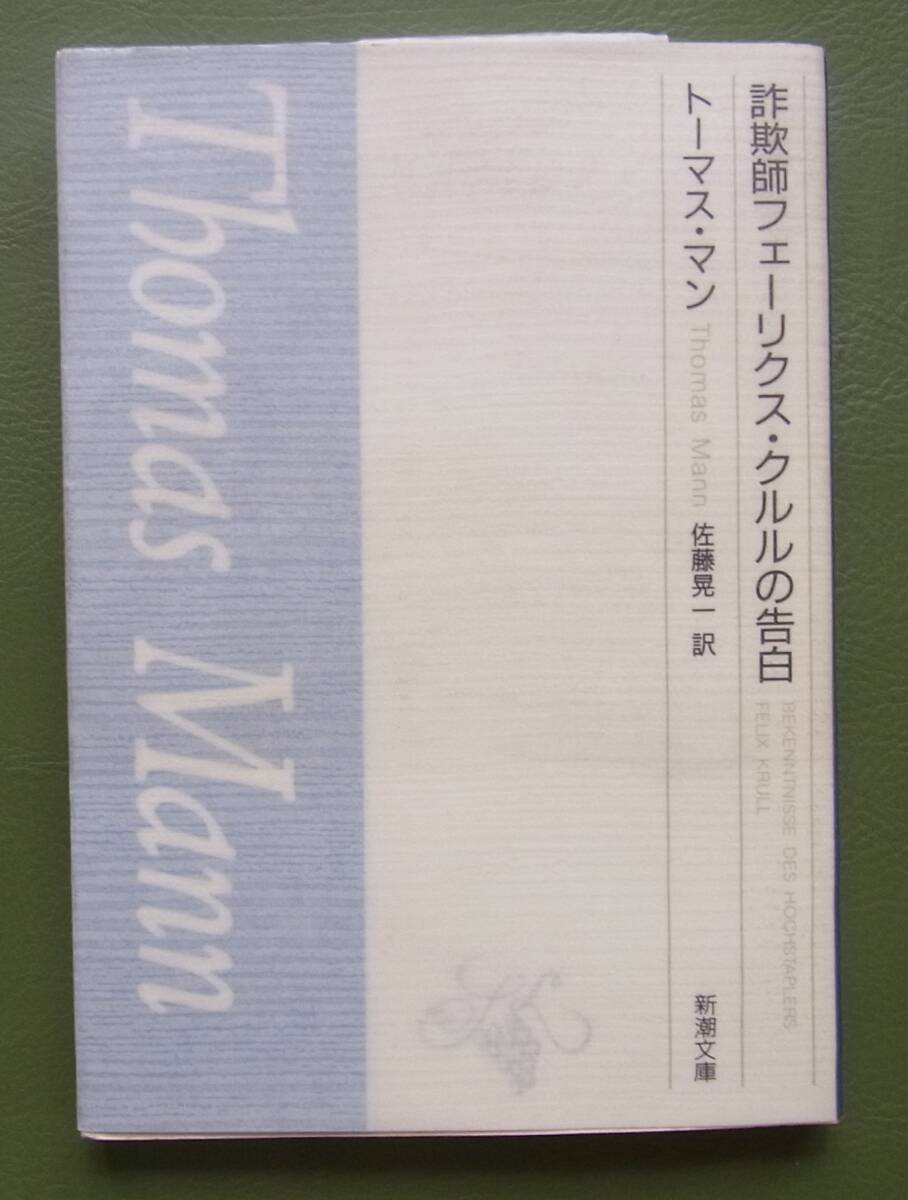 詐欺師フェーリクス・クルルの告白
BEKENNTNISSE DES HOCHSTAPLERS
FELIX KRULL
トーマス・マン Thomas Mann 佐藤晃一 訳
新潮文庫
Thomas Mann